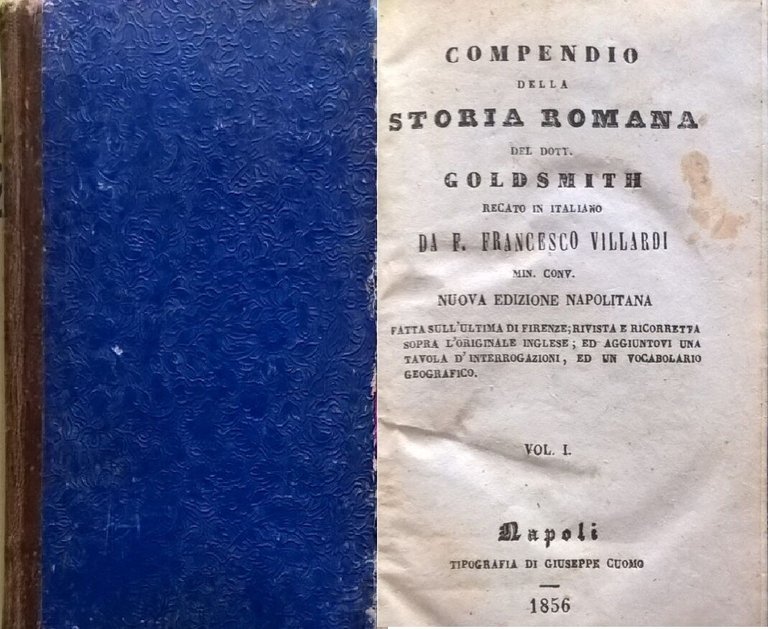 COMPENDIO
DELLA
STORIA ROMANA
DEL DOTT.
GOLDSMITH
RECATO IN ITALIANO
DA F. FRANCESCO VILLARDI
MIN. CONV.
NUOVA EDIZIONE NAPOLITANA
FATTA SULL'ULTIMA DI FIRENZE; RIVISTA E RICORRETTA
SOPRA L'ORIGINALE INGLESE; ED AGGIUNTOVI UNA
TAVOLA D'INTERROGAZIONI, ED UN VOCABOLARIO
GEOGRAFICO.
VOL. I.
Napoli
TIPOGRAFIA DI GIUSEPPE CUOMO
1856